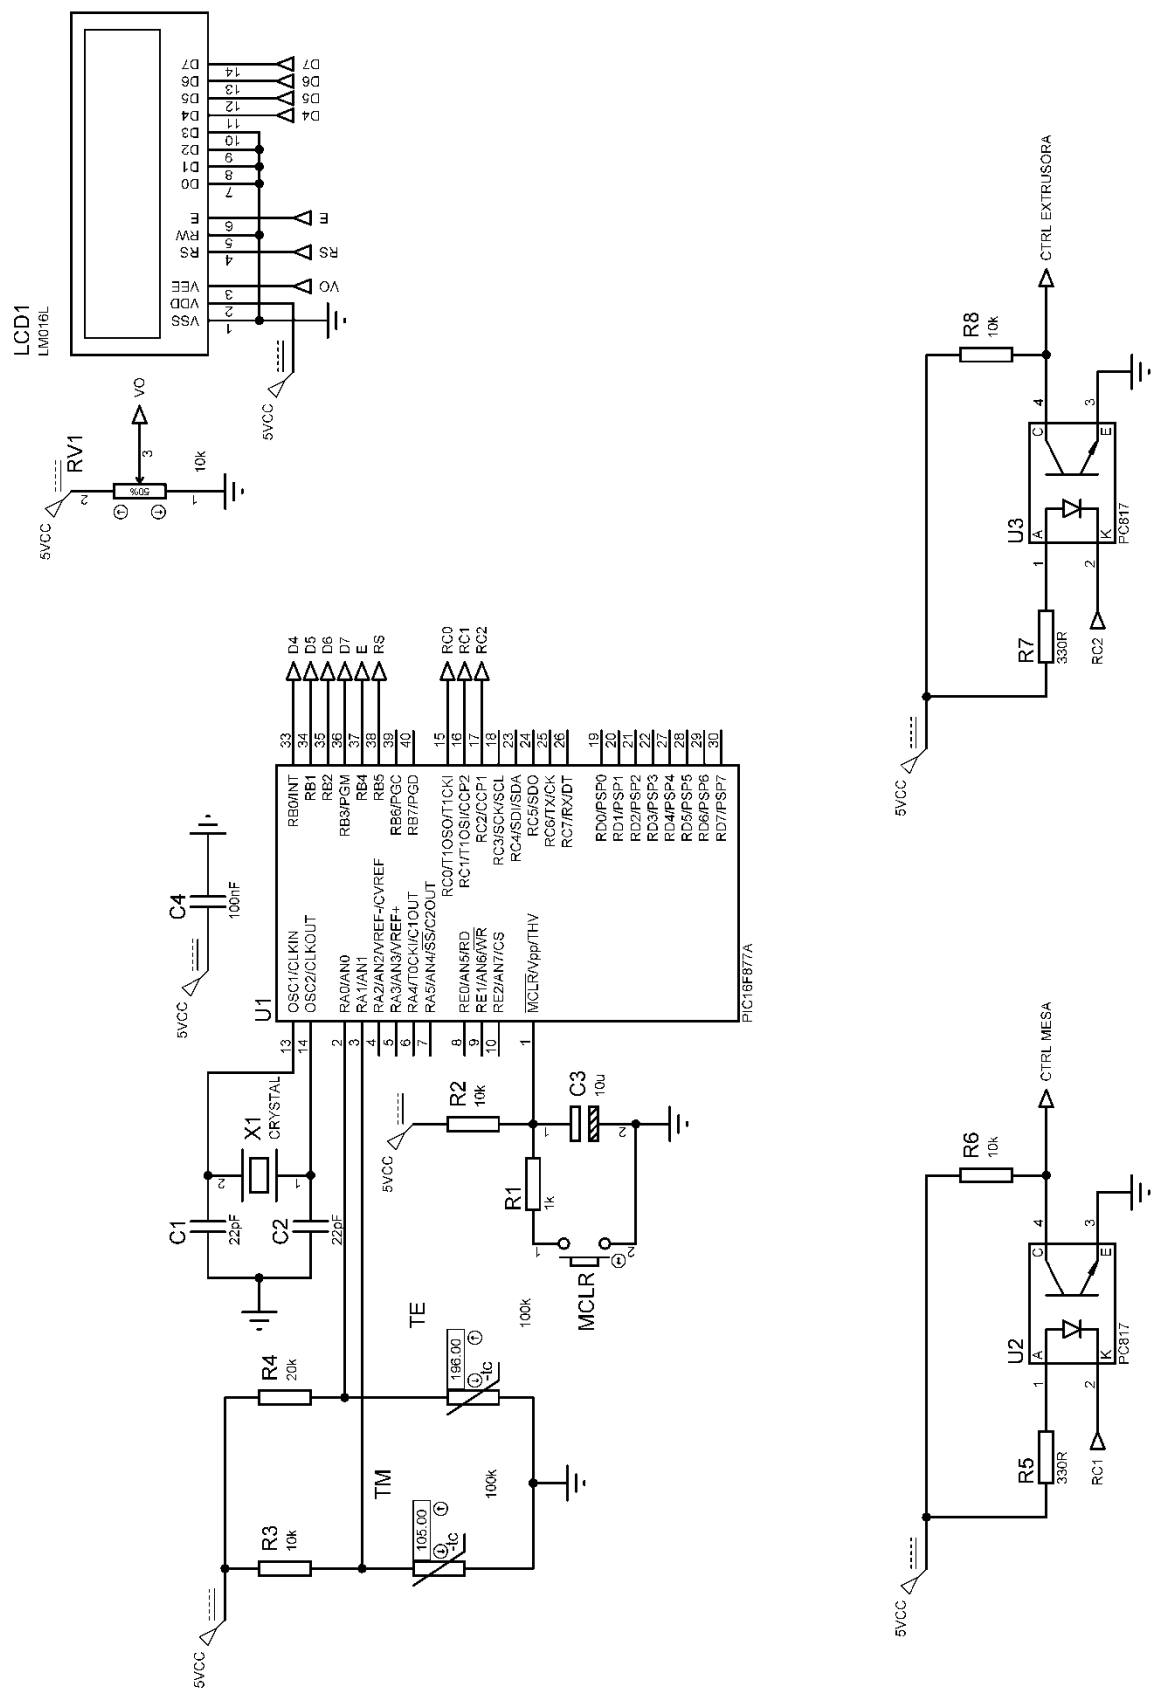 LCD1
LM016L
VSS
VDD
VEE
RS
RW
E
D0
D1
D2
D3
D4
D5
D6
D7
1
2
3
4
5
6
7
8
9
10
11
12
13
14
5VCC
VO
RS
E
D4
D5
D6
D7
5VCC
RV1
10k
50%
2
3
1
VO
5VCC
C4
100nF
U1
PIC16F877A
13
OSC1/CLKIN
14
OSC2/CLKOUT
2
RA0/AN0
3
RA1/AN1
4
RA2/AN2/VREF-/CVREF
5
RA3/AN3/VREF+
6
RA4/T0CKI/C1OUT
7
RA5/AN4/SS/C2OUT
8
RE0/AN5/RD
9
RE1/AN6/WR
10
RE2/AN7/CS
1
MCLR/Vpp/THV
RB0/INT
33
D4
RB1
34
D5
RB2
35
D6
RB3/PGM
36
D7
RB4
37
E
RB5
38
RS
RB6/PGC
39
RB7/PGD
40
RC0/T1OSO/T1CKI
15
RC0
RC1/T1OSI/CCP2
16
RC1
RC2/CCP1
17
RC2
RC3/SCK/SCL
18
RC4/SDI/SDA
23
RC5/SDO
24
RC6/TX/CK
25
RC7/RX/DT
26
RD0/PSP0
19
RD1/PSP1
20
RD2/PSP2
21
RD3/PSP3
22
RD4/PSP4
27
RD5/PSP5
28
RD6/PSP6
29
RD7/PSP7
30
C1
22pF
C2
22pF
X1
CRYSTAL
2
1
5VCC
R2
10k
R1
1k
C3
10u
1
2
MCLR
1
2
5VCC
R3
10k
R4
20k
TM
105.00
-tc
100k
TE
196.00
-tc
100k
5VCC
R5
330R
RC1
U2
PC817
A
K
C
E
1
2
4
3
R6
10k
CTRL MESA
5VCC
R7
330R
RC2
U3
PC817
A
K
C
E
1
2
4
3
R8
10k
CTRL EXTRUSORA